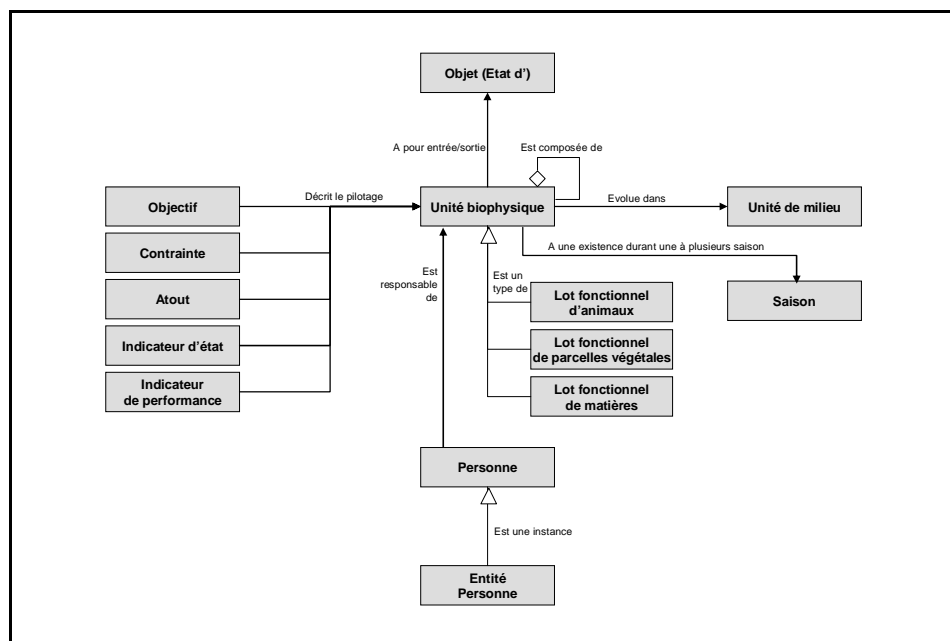 Objet (Etat d')
A pour entrée/sortie
Est composée de
Objectif
Décrit le pilotage
Unité biophysique
Evolue dans
Unité de milieu
Contrainte
A une existence durant une à plusieurs saison
Est
responsable
de
Est un
type de
Atout
Lot fonctionnel
d'animaux
Saison
Indicateur d'état
Lot fonctionnel
de parcelles végétales
Indicateur
de performance
Lot fonctionnel
de matières
Personne
Est une instance
Entité
Personne